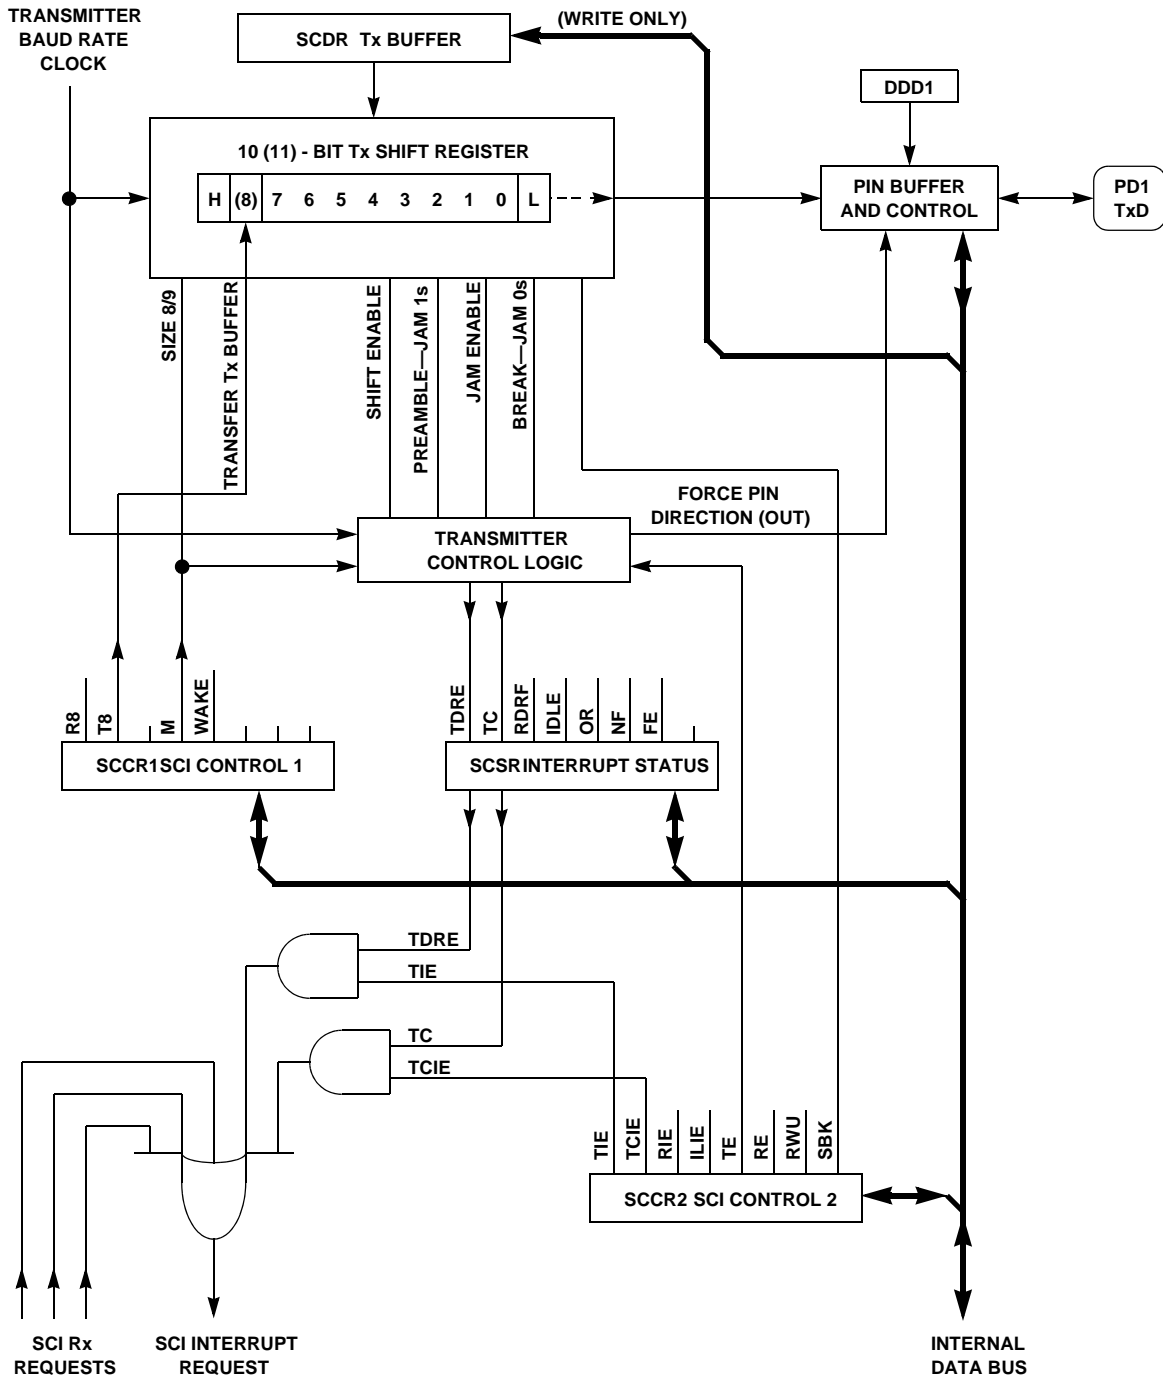 TRANSMITTER
BAUD RATE
CLOCK
SCDR Tx BUFFER
(WRITE ONLY)
DDD1
10 (11) - BIT Tx SHIFT REGISTER
H (8) 7 6 5 4 3 2 1 0 L
PIN BUFFER
AND CONTROL
PD1
TxD
SIZE 8/9
TRANSFER Tx BUFFER
SHIFT ENABLE
PREAMBLE—JAM 1s
JAM ENABLE
BREAK—JAM 0s
FORCE PIN
DIRECTION (OUT)
TRANSMITTER
CONTROL LOGIC
R8
T8
M
WAKE
SCCR1 SCI CONTROL 1
TDRE
TC
RDRF
IDLE
OR
NF
FE
SCSR INTERRUPT STATUS
TDRE
TIE
TC
TCIE
TIE
TCIE
RIE
ILIE
TE
RE
RWU
SBK
SCCR2 SCI CONTROL 2
SCI Rx
REQUESTS
SCI INTERRUPT
REQUEST
INTERNAL
DATA BUS